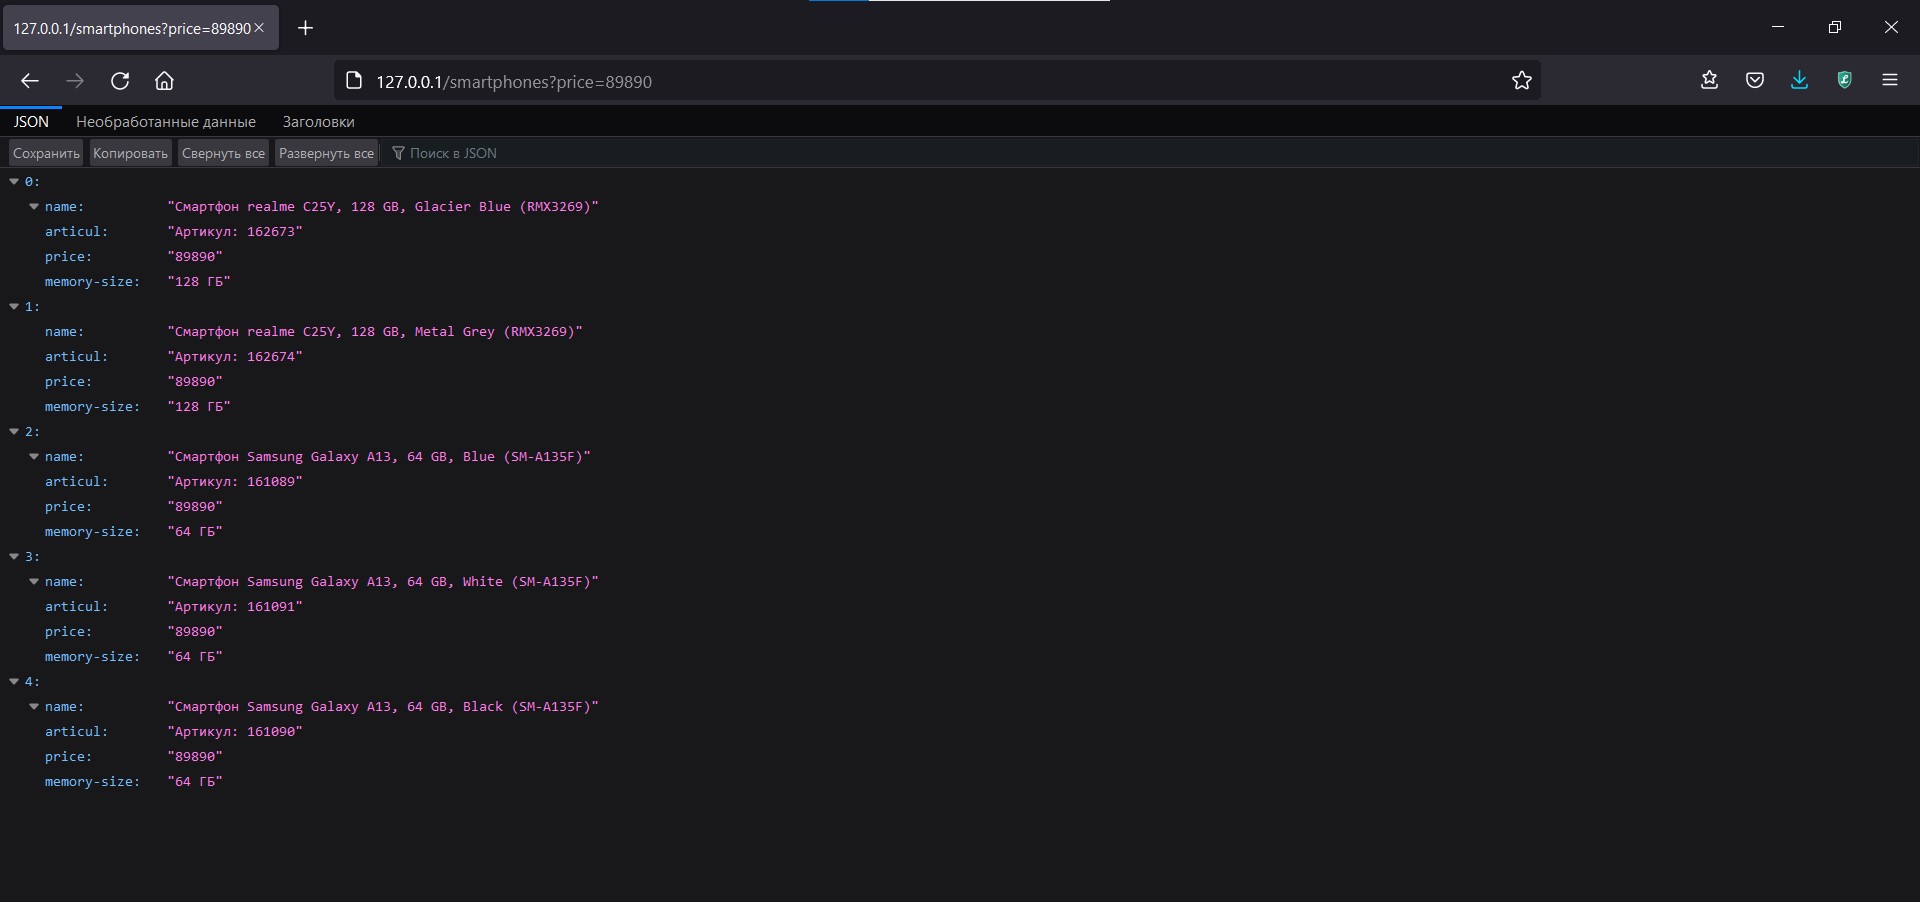 127.0.0.1/smartphones?price=89890
127.0.0.1/smartphones?price=89890
JSON Необработанные данные Заголовки
Сохранить Копировать Свернуть все Развернуть все Поиск в JSON
0:
name: "Смартфон realme C25Y, 128 GB, Glacier Blue (RMX3269)"
articul: "Артикул: 162673"
price: "89890"
memory-size: "128 ГБ"
1:
name: "Смартфон realme C25Y, 128 GB, Metal Grey (RMX3269)"
articul: "Артикул: 162674"
price: "89890"
memory-size: "128 ГБ"
2:
name: "Смартфон Samsung Galaxy A13, 64 GB, Blue (SM-A135F)"
articul: "Артикул: 161089"
price: "89890"
memory-size: "64 ГБ"
3:
name: "Смартфон Samsung Galaxy A13, 64 GB, White (SM-A135F)"
articul: "Артикул: 161091"
price: "89890"
memory-size: "64 ГБ"
4:
name: "Смартфон Samsung Galaxy A13, 64 GB, Black (SM-A135F)"
articul: "Артикул: 161090"
price: "89890"
memory-size: "64 ГБ"